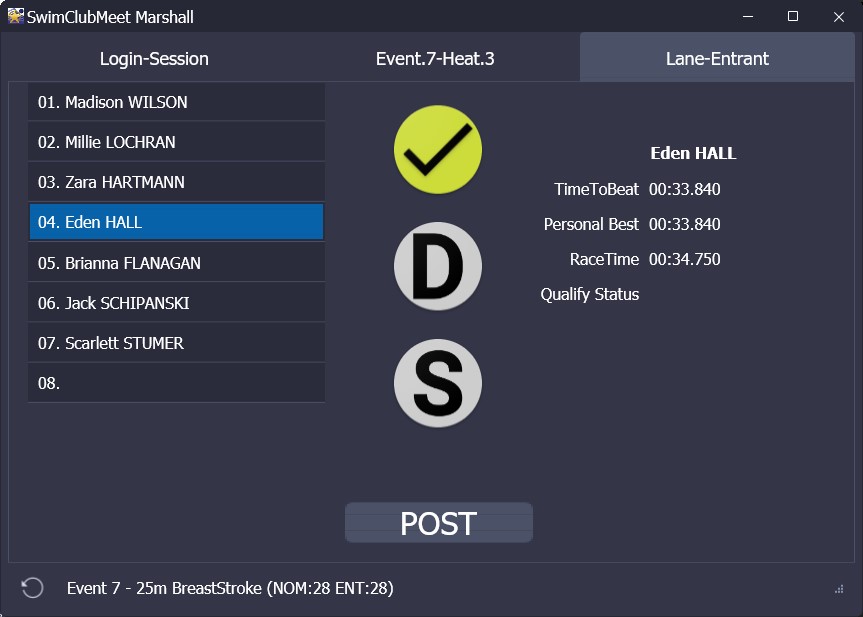 SwimClubMeet Marshall
Login-Session
Event.7-Heat.3
Lane-Entrant
01. Madison WILSON
02. Millie LOCHRAN
03. Zara HARTMANN
04. Eden HALL
05. Brianna FLANAGAN
06. Jack SCHIPANSKI
07. Scarlett STUMER
08.
D
S
Eden HALL
TimeToBeat 00:33.840
Personal Best 00:33.840
RaceTime 00:34.750
Qualify Status
POST
Event 7 - 25m BreastStroke (NOM:28 ENT:28)